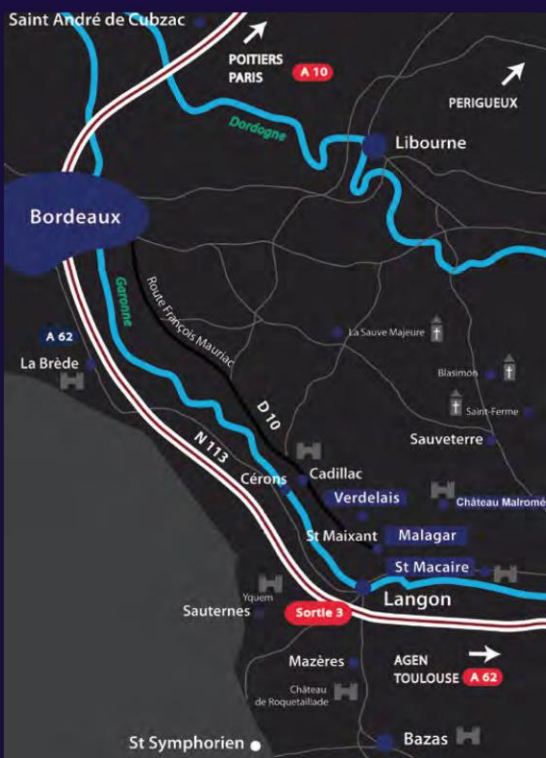 Saint André de Cubzac
POITIERS
PARIS
A 10
PERIGUEUX
Dordogne
Libourne
Bordeaux
Garonne
Route François Mauriac
A 62
La Brède
La Sauve Majeure
Blasimon
Saint-Ferme
Sauveterre
D 10
N 113
Cérons
Cadillac
Verdelais
Château Malromé
St Maixant
Malagar
St Macaire
Langon
Yquem
Sauternes
Sortie 3
Mazères
AGEN
TOULOUSE
A 62
Château
de Roquetaillade
St Symphorien
Bazas